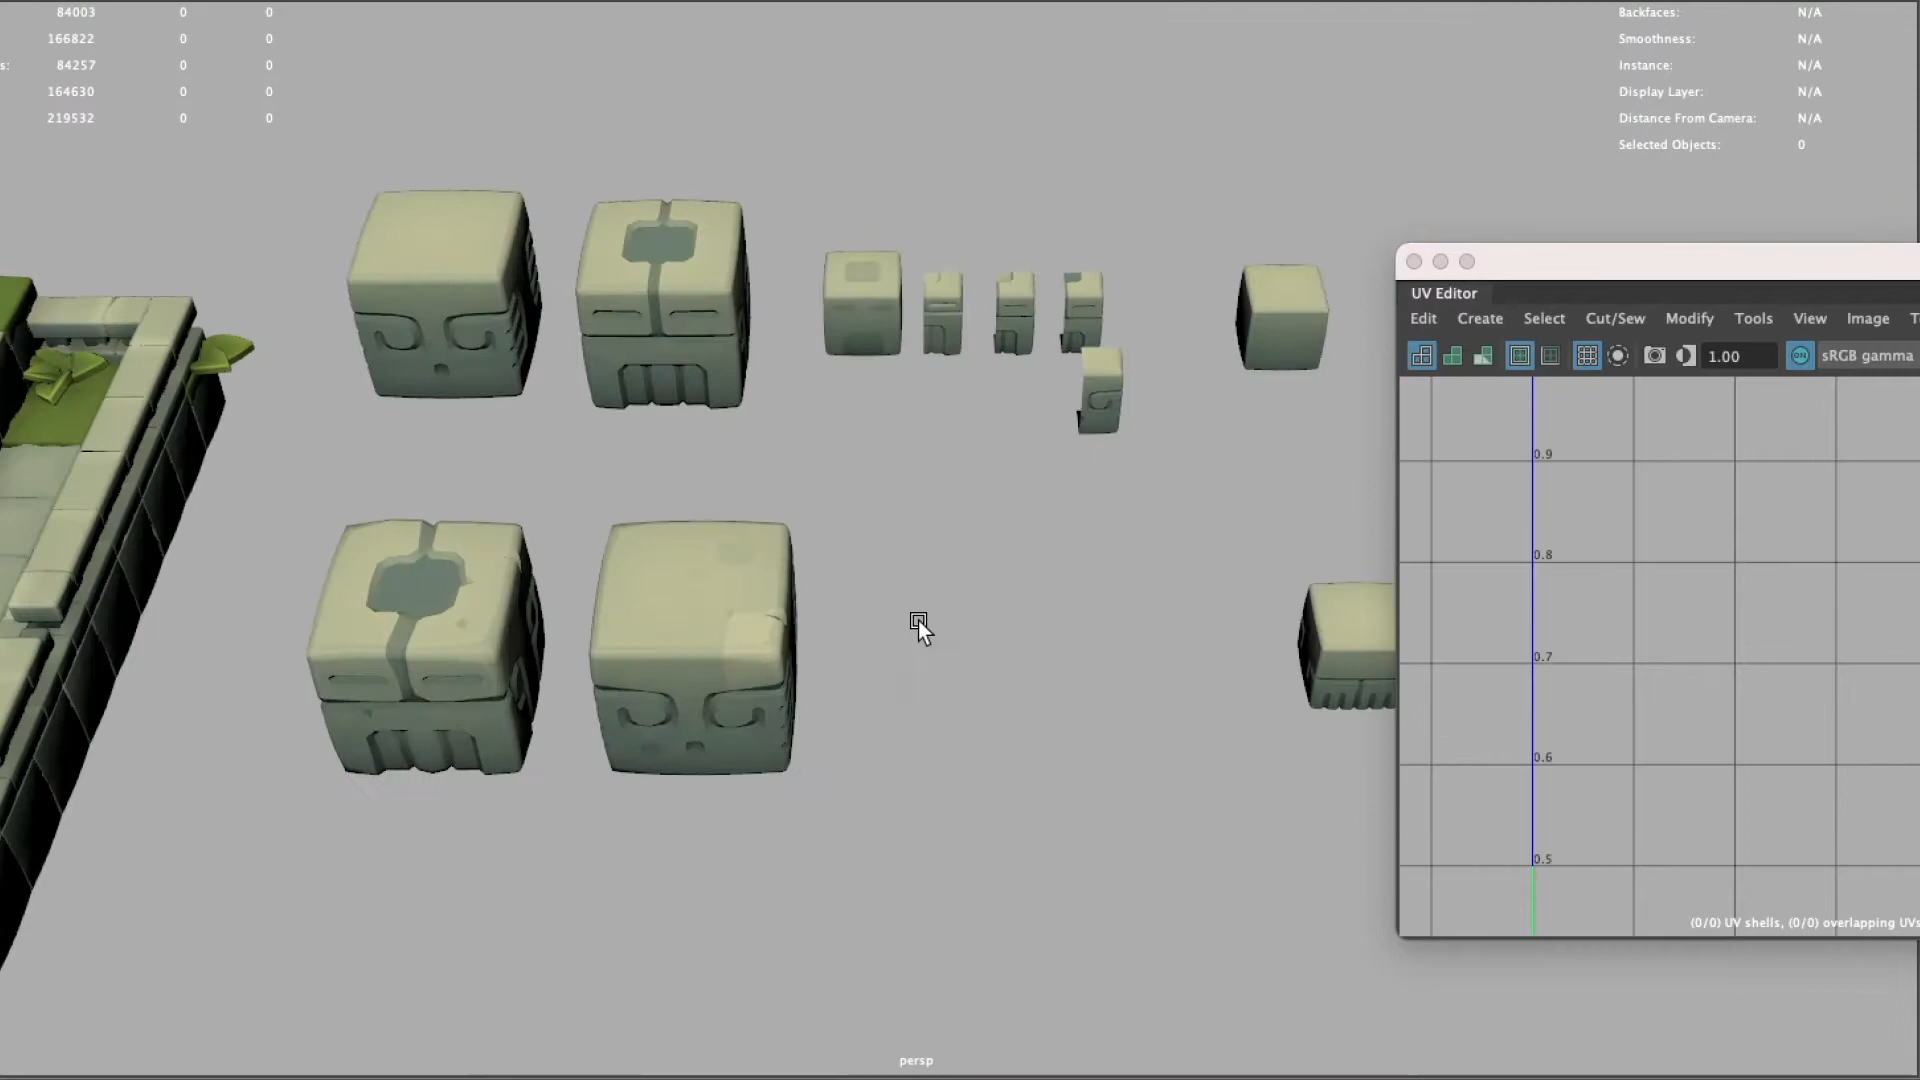 84003 0 0
166822 0 0
s: 84257 0 0
164630 0 0
219532 0 0
Backfaces: N/A
Smoothness: N/A
Instance: N/A
Display Layer: N/A
Distance From Camera: N/A
Selected Objects: 0
UV Editor
Edit Create Select Cut/Sew Modify Tools View Image T
1.00 ON sRGB gamma
0.9
0.8
0.7
0.6
0.5
(0/0) UV shells, (0/0) overlapping UVs
persp